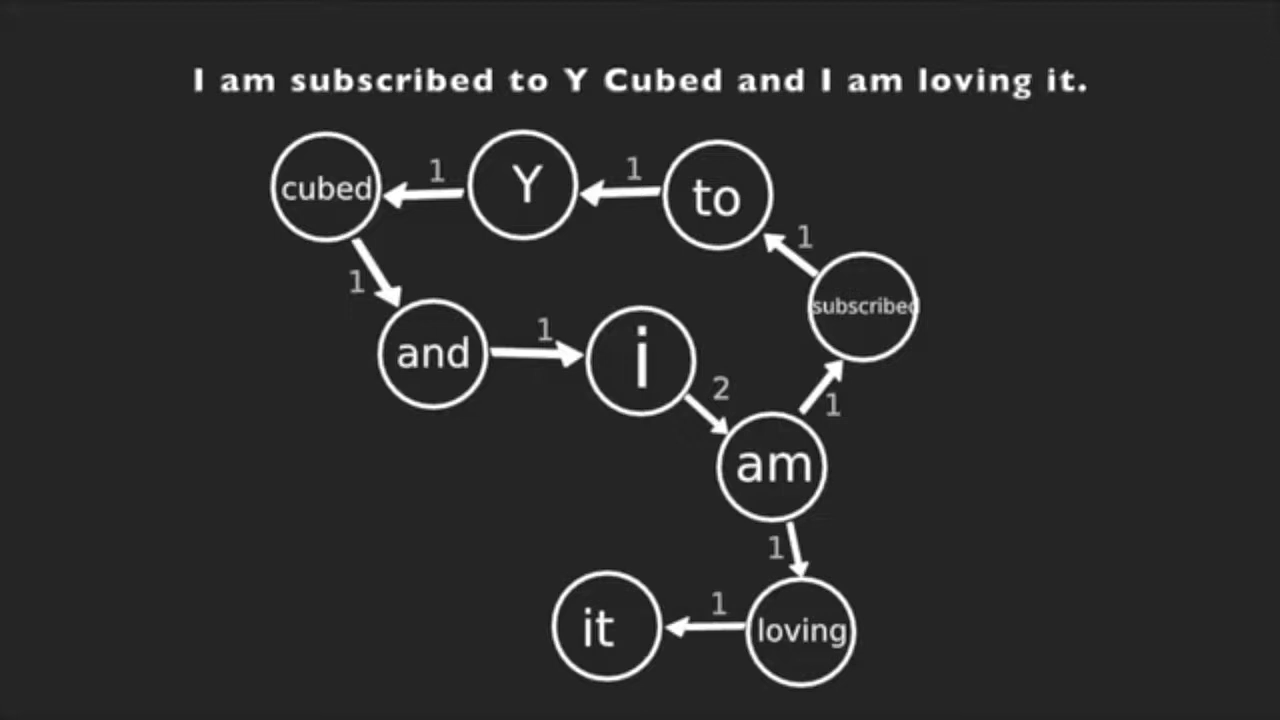 I am subscribed to Y Cubed and I am loving it.
cubed
1
Y
1
to
1
subscribed
1
and
1
i
2
am
1
1
it
1
loving